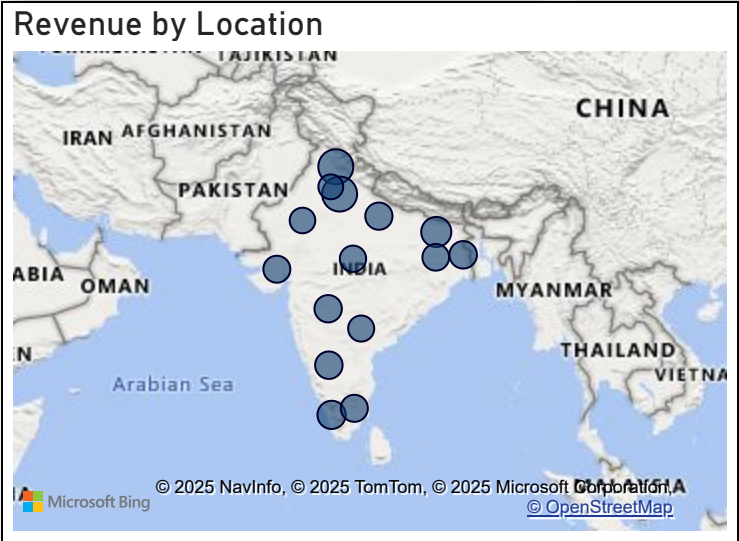 Revenue by Location
TAJIKISTAN
CHINA
IRAN
AFGHANISTAN
PAKISTAN
INDIA
ABIA
OMAN
MYANMAR
EN
THAILAND
VIETNA
Arabian Sea
© 2025 NavInfo, © 2025 TomTom, © 2025 Microsoft Corporation,
Microsoft Bing
© OpenStreetMap